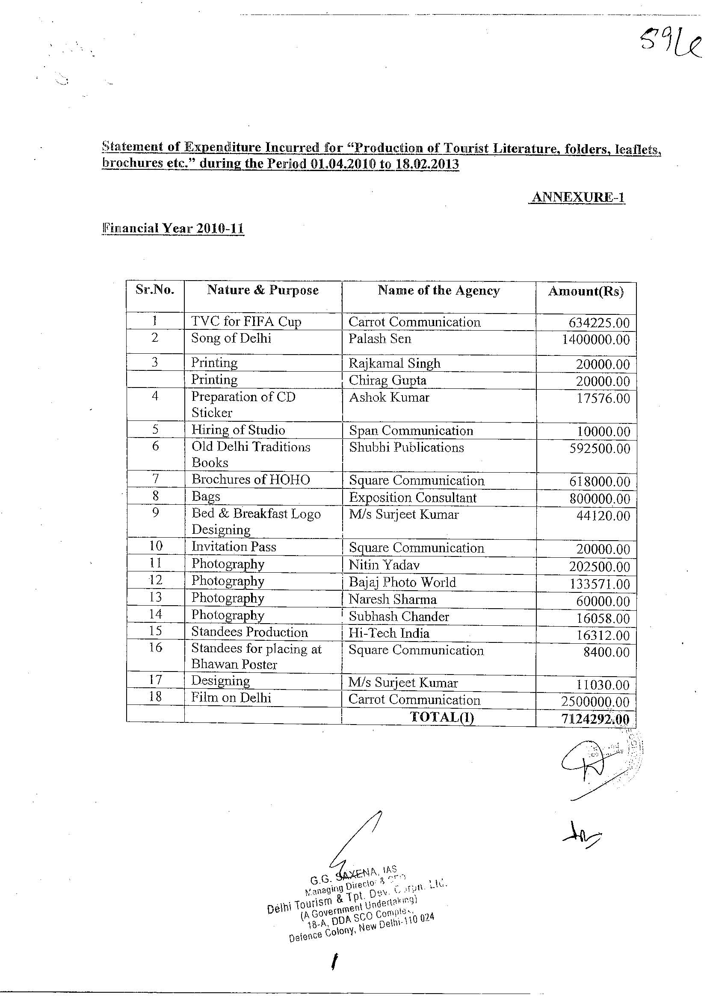 Statement of Expenditure Incurred for “Production of Tourist Literature, folders, leaflets,
brochures etc.” during the Period 01.04.2010 to 18.02.2013
ANNEXURE-1
Financial Year 2010-11
Sr.No. Nature & Purpose Name of the Agency Amount(Rs)
1 TVC for FIFA Cup Carrot Communication 634225.00
2 Song of Delhi Palash Sen 1400000.00
3 Printing Rajkamal Singh 20000.00
Printing Chirag Gupta 20000.00
4 Preparation of CD Ashok Kumar 17576.00
Sticker
5 Hiring of Studio Span Communication 10000.00
6 Old Delhi Traditions Shubhi Publications 592500.00
Books
7 Brochures of HOHO Square Communication 618000.00
8 Bags Exposition Consultant 800000.00
9 Bed & Breakfast Logo M/s Surjeet Kumar 44120.00
Designing
10 Invitation Pass Square Communication 20000.00
11 Photography Nitin Yadav 202500.00
12 Photography Bajaj Photo World 133571.00
13 Photography Naresh Sharma 60000.00
14 Photography Subhash Chander 16058.00
15 Standees Production Hi-Tech India 16312.00
16 Standees for placing at Square Communication 8400.00
Bhawan Poster
17 Designing M/s Surjeet Kumar 11030.00
18 Film on Delhi Carrot Communication 2500000.00
TOTAL(I) 7124292.00
G.G. SAXENA, IAS
Managing Director &
Delhi Tourism & Tpt. Dev. Corpn. Ltd.
(A Government Undertaking)
18-A, DDA SCO Complex,
Defence Colony, New Delhi-110 024
1